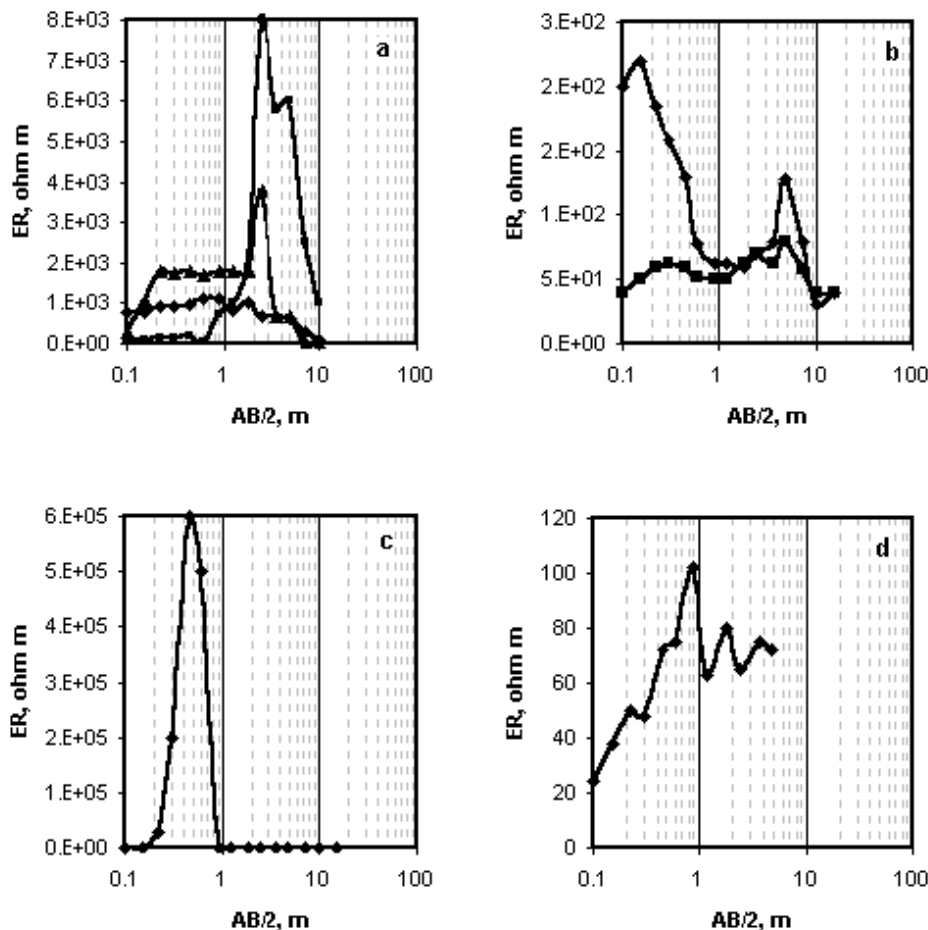 8.E+03
a
7.E+03
6.E+03
5.E+03
4.E+03
3.E+03
2.E+03
1.E+03
0.E+00
ER, ohm m
0.1 1 10 100
AB/2, m
3.E+02
b
2.E+02
2.E+02
1.E+02
5.E+01
0.E+00
ER, ohm m
0.1 1 10 100
AB/2, m
6.E+05
c
5.E+05
4.E+05
3.E+05
2.E+05
1.E+05
0.E+00
ER, ohm m
0.1 1 10 100
AB/2, m
120
d
100
80
60
40
20
0
ER, ohm m
0.1 1 10 100
AB/2, m